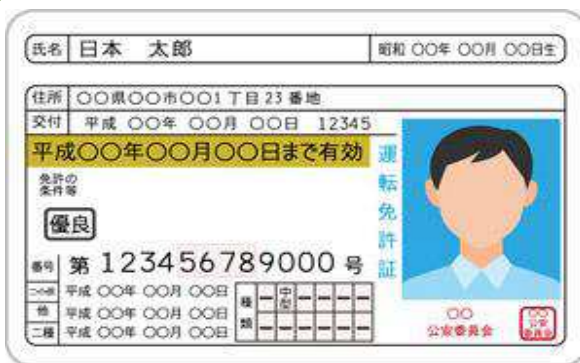 氏名 日本 太郎 昭和 〇〇年 〇〇月 〇〇日生
住所 〇〇県〇〇市〇〇1丁目23番地
交付 平成 〇〇年 〇〇月 〇〇日 12345
平成〇〇年〇〇月〇〇日まで有効
免許の
条件等
優良
番号 第 123456789000 号
平成 〇〇年 〇〇月 〇〇日
他 平成 〇〇年 〇〇月 〇〇日
二種 平成 〇〇年 〇〇月 〇〇日
種類 中型
運転免許証
〇〇
公安委員会
〇〇
公安
委員会